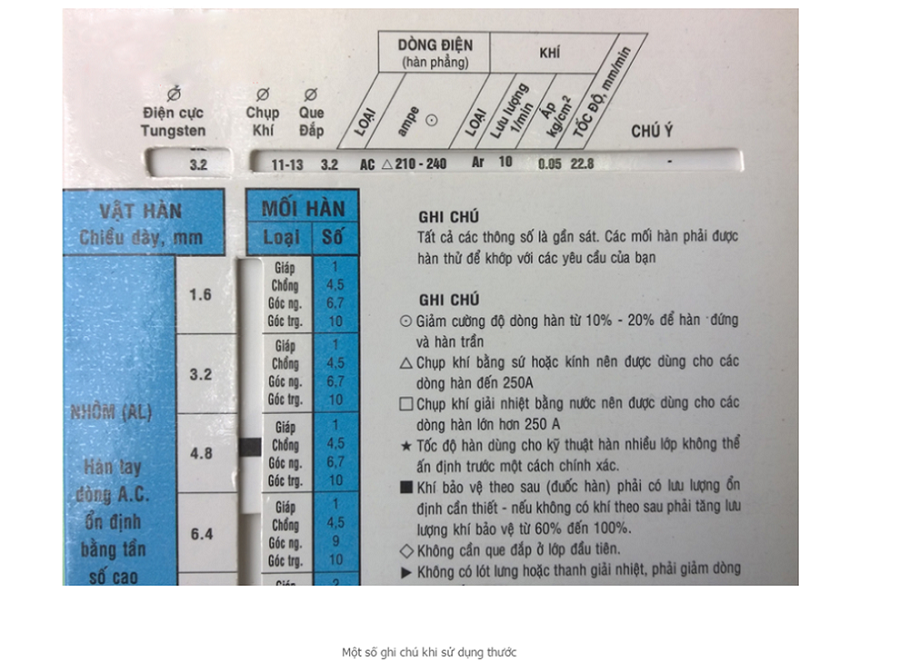 DÒNG ĐIỆN
(hàn phẳng)
KHÍ
Ø
Điện cực
Tungsten
Ø
Chụp
Khí
Ø
Que
Đắp
LOẠI
ampe ⊙
LOẠI
Lưu lượng
1/min
Áp
kg/cm2
TỐC ĐỘ, mm/min
CHÚ Ý
3.2 11-13 3.2 AC △210 - 240 Ar 10 0.05 22.8 -
VẬT HÀN
Chiều dày, mm
MỐI HÀN
Loại Số
NHÔM (AL)
Hàn tay
dòng A.C.
ổn định
bằng tần
số cao
1.6
Giáp 1
Chồng 4,5
Góc ng. 6,7
Góc trg. 10
3.2
Giáp 1
Chồng 4,5
Góc ng. 6,7
Góc trg. 10
4.8
Giáp 1
Chồng 4,5
Góc ng. 6,7
Góc trg. 10
6.4
Giáp 1
Chồng 4,5
Góc ng. 9
Góc trg. 10
GHI CHÚ
Tất cả các thông số là gần sát. Các mối hàn phải được
hàn thử để khớp với các yêu cầu của bạn
GHI CHÚ
⊙ Giảm cường độ dòng hàn từ 10% - 20% để hàn đứng
và hàn trần
△ Chụp khí bằng sứ hoặc kính nên được dùng cho các
dòng hàn đến 250A
□ Chụp khí giải nhiệt bằng nước nên được dùng cho các
dòng hàn lớn hơn 250 A
★ Tốc độ hàn dùng cho kỹ thuật hàn nhiều lớp không thể
ấn định trước một cách chính xác.
■ Khí bảo vệ theo sau (đuốc hàn) phải có lưu lượng ổn
định cần thiết - nếu không có khí theo sau phải tăng lưu
lượng khí bảo vệ từ 60% đến 100%.
◇ Không cần que đắp ở lớp đầu tiên.
▶ Không có lót lưng hoặc thanh giải nhiệt, phải giảm dòng
Một số ghi chú khi sử dụng thước